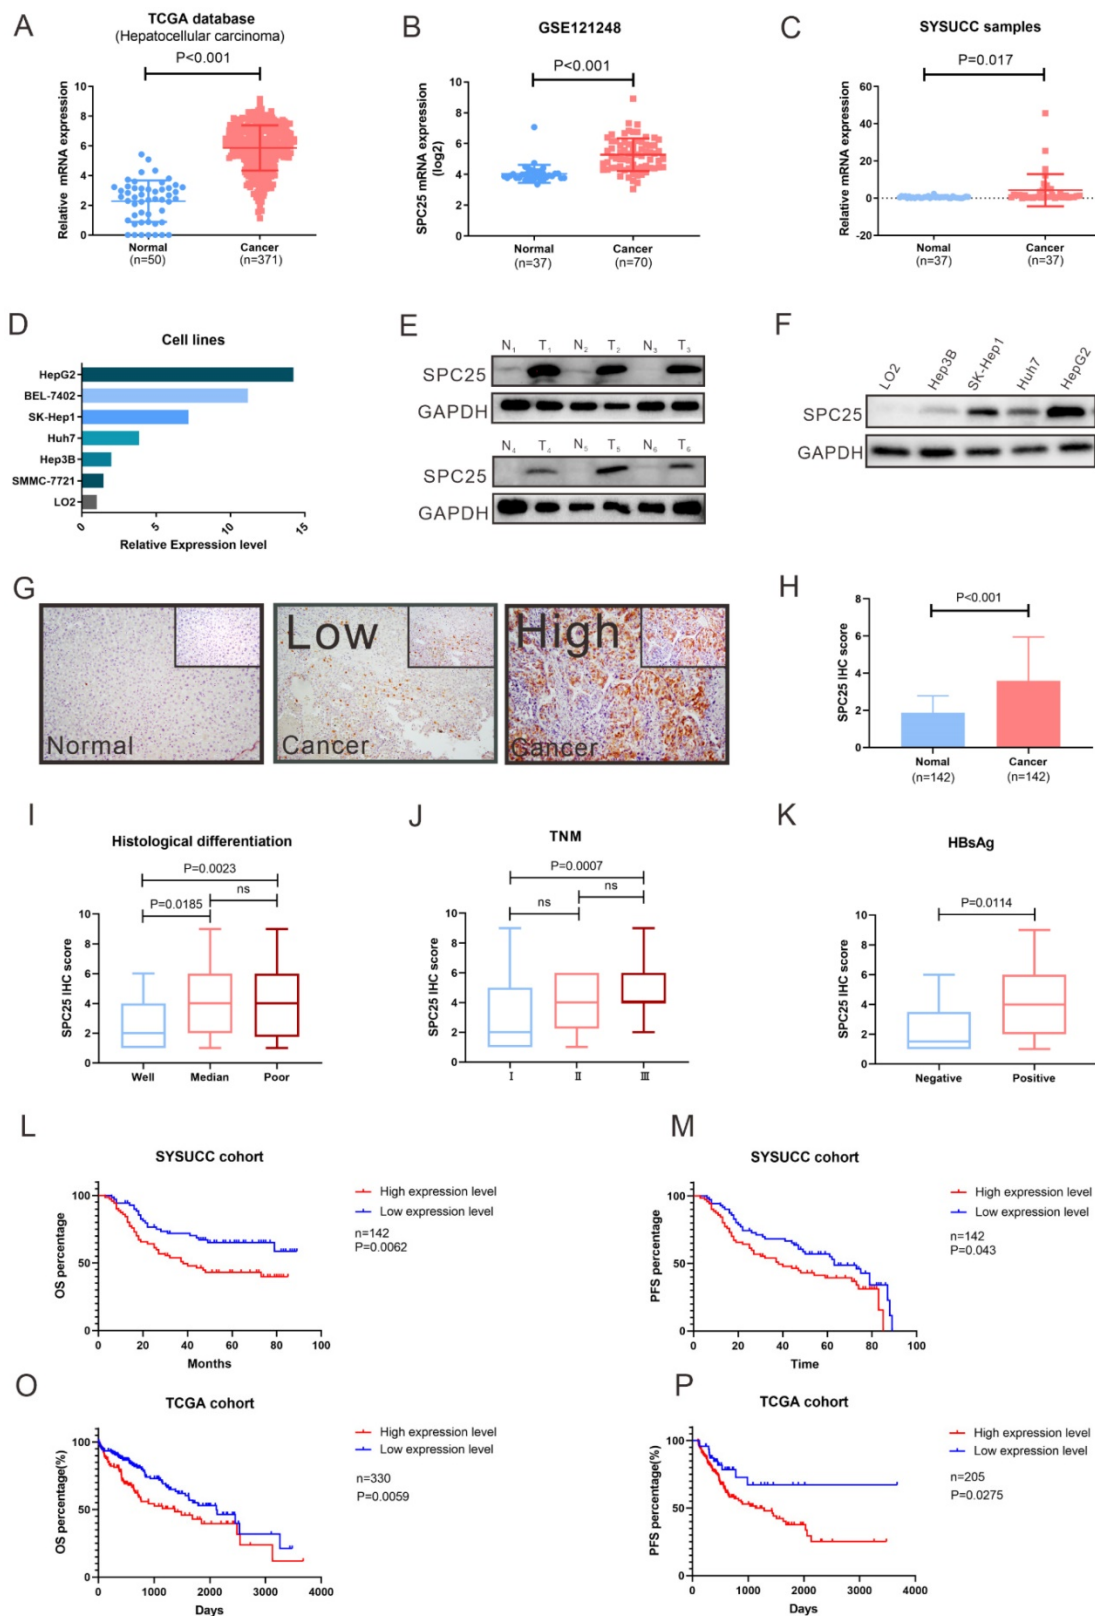 A
TCGA database
(Hepatocellular carcinoma)
P<0.001
Relative mRNA expression
10
8
6
4
2
0
Normal
(n=50)
Cancer
(n=371)
B
GSE121248
P<0.001
SPC25 mRNA expression
(log2)
10
8
6
4
2
0
Normal
(n=37)
Cancer
(n=70)
C
SYSUCC samples
P=0.017
Relative mRNA expression
60
40
20
0
-20
Nomal
(n=37)
Cancer
(n=37)
D
Cell lines
HepG2
BEL-7402
SK-Hep1
Huh7
Hep3B
SMMC-7721
LO2
0
5
10
15
Relative Expression level
E
N1 T1 N2 T2 N3 T3
SPC25
GAPDH
N4 T4 N5 T5 N6 T6
SPC25
GAPDH
F
LO2 Hep3B SK-Hep1 Huh7 HepG2
SPC25
GAPDH
G
Normal
Low
Cancer
High
Cancer
H
P<0.001
SPC25 IHC score
8
6
4
2
0
Nomal
(n=142)
Cancer
(n=142)
I
Histological differentiation
P=0.0023
ns
P=0.0185
SPC25 IHC score
10
8
6
4
2
0
Well
Median
Poor
J
TNM
P=0.0007
ns
ns
SPC25 IHC score
10
8
6
4
2
0
I
II
III
K
HBsAg
P=0.0114
SPC25 IHC score
10
8
6
4
2
0
Negative
Positive
L
SYSUCC cohort
OS percentage
100
50
0
0 20 40 60 80 100
Months
High expression level
Low expression level
n=142
P=0.0062
M
SYSUCC cohort
PFS percentage
100
50
0
0 20 40 60 80 100
Time
High expression level
Low expression level
n=142
P=0.043
O
TCGA cohort
OS percentage(%)
100
50
0
0 1000 2000 3000 4000
Days
High expression level
Low expression level
n=330
P=0.0059
P
TCGA cohort
PFS percentage(%)
100
50
0
0 1000 2000 3000 4000
Days
High expression level
Low expression level
n=205
P=0.0275